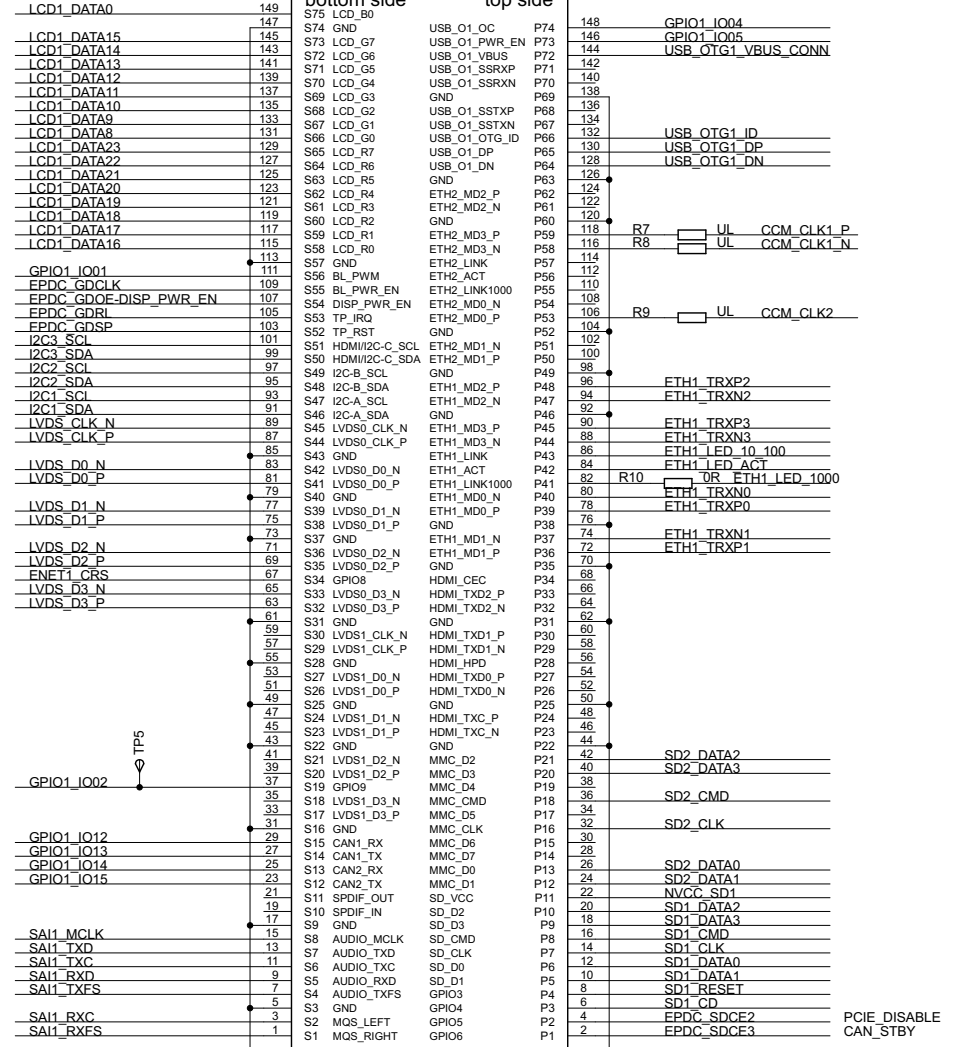 bottom side top side
LCD1_DATA0 149 S75 LCD_B0
147 S74 GND USB_O1_OC P74 148 GPIO1_IO04
LCD1_DATA15 145 S73 LCD_G7 USB_O1_PWR_EN P73 146 GPIO1_IO05
LCD1_DATA14 143 S72 LCD_G6 USB_O1_VBUS P72 144 USB_OTG1_VBUS_CONN
LCD1_DATA13 141 S71 LCD_G5 USB_O1_SSRXP P71 142
LCD1_DATA12 139 S70 LCD_G4 USB_O1_SSRXN P70 140
LCD1_DATA11 137 S69 LCD_G3 GND P69 138
LCD1_DATA10 135 S68 LCD_G2 USB_O1_SSTXP P68 136
LCD1_DATA9 133 S67 LCD_G1 USB_O1_SSTXN P67 134
LCD1_DATA8 131 S66 LCD_G0 USB_O1_OTG_ID P66 132 USB_OTG1_ID
LCD1_DATA23 129 S65 LCD_R7 USB_O1_DP P65 130 USB_OTG1_DP
LCD1_DATA22 127 S64 LCD_R6 USB_O1_DN P64 128 USB_OTG1_DN
LCD1_DATA21 125 S63 LCD_R5 GND P63 126
LCD1_DATA20 123 S62 LCD_R4 ETH2_MD2_P P62 124
LCD1_DATA19 121 S61 LCD_R3 ETH2_MD2_N P61 122
LCD1_DATA18 119 S60 LCD_R2 GND P60 120
LCD1_DATA17 117 S59 LCD_R1 ETH2_MD3_P P59 118 R7 UL CCM_CLK1_P
LCD1_DATA16 115 S58 LCD_R0 ETH2_MD3_N P58 116 R8 UL CCM_CLK1_N
113 S57 GND ETH2_LINK P57 114
GPIO1_IO01 111 S56 BL_PWM ETH2_ACT P56 112
EPDC_GDCLK 109 S55 BL_PWR_EN ETH2_LINK1000 P55 110
EPDC_GDOE-DISP_PWR_EN 107 S54 DISP_PWR_EN ETH2_MD0_N P54 108
EPDC_GDRL 105 S53 TP_IRQ ETH2_MD0_P P53 106 R9 UL CCM_CLK2
EPDC_GDSP 103 S52 TP_RST GND P52 104
I2C3_SCL 101 S51 HDMI/I2C-C_SCL ETH2_MD1_N P51 102
I2C3_SDA 99 S50 HDMI/I2C-C_SDA ETH2_MD1_P P50 100
I2C2_SCL 97 S49 I2C-B_SCL GND P49 98
I2C2_SDA 95 S48 I2C-B_SDA ETH1_MD2_P P48 96 ETH1_TRXP2
I2C1_SCL 93 S47 I2C-A_SCL ETH1_MD2_N P47 94 ETH1_TRXN2
I2C1_SDA 91 S46 I2C-A_SDA GND P46 92
LVDS_CLK_N 89 S45 LVDS0_CLK_N ETH1_MD3_P P45 90 ETH1_TRXP3
LVDS_CLK_P 87 S44 LVDS0_CLK_P ETH1_MD3_N P44 88 ETH1_TRXN3
85 S43 GND ETH1_LINK P43 86 ETH1_LED_10_100
LVDS_D0_N 83 S42 LVDS0_D0_N ETH1_ACT P42 84 ETH1_LED_ACT
LVDS_D0_P 81 S41 LVDS0_D0_P ETH1_LINK1000 P41 82 R10 0R ETH1_LED_1000
79 S40 GND ETH1_MD0_N P40 80 ETH1_TRXN0
LVDS_D1_N 77 S39 LVDS0_D1_N ETH1_MD0_P P39 78 ETH1_TRXP0
LVDS_D1_P 75 S38 LVDS0_D1_P GND P38 76
73 S37 GND ETH1_MD1_N P37 74 ETH1_TRXN1
LVDS_D2_N 71 S36 LVDS0_D2_N ETH1_MD1_P P36 72 ETH1_TRXP1
LVDS_D2_P 69 S35 LVDS0_D2_P GND P35 70
ENET1_CRS 67 S34 GPIO8 HDMI_CEC P34 68
LVDS_D3_N 65 S33 LVDS0_D3_N HDMI_TXD2_P P33 66
LVDS_D3_P 63 S32 LVDS0_D3_P HDMI_TXD2_N P32 64
61 S31 GND GND P31 62
59 S30 LVDS1_CLK_N HDMI_TXD1_P P30 60
57 S29 LVDS1_CLK_P HDMI_TXD1_N P29 58
55 S28 GND HDMI_HPD P28 56
53 S27 LVDS1_D0_N HDMI_TXD0_P P27 54
51 S26 LVDS1_D0_P HDMI_TXD0_N P26 52
49 S25 GND GND P25 50
47 S24 LVDS1_D1_N HDMI_TXC_P P24 48
45 S23 LVDS1_D1_P HDMI_TXC_N P23 46
TP5
43 S22 GND GND P22 44
41 S21 LVDS1_D2_N MMC_D2 P21 42 SD2_DATA2
39 S20 LVDS1_D2_P MMC_D3 P20 40 SD2_DATA3
GPIO1_IO02 37 S19 GPIO9 MMC_D4 P19 38
35 S18 LVDS1_D3_N MMC_CMD P18 36 SD2_CMD
33 S17 LVDS1_D3_P MMC_D5 P17 34
31 S16 GND MMC_CLK P16 32 SD2_CLK
GPIO1_IO12 29 S15 CAN1_RX MMC_D6 P15 30
GPIO1_IO13 27 S14 CAN1_TX MMC_D7 P14 28
GPIO1_IO14 25 S13 CAN2_RX MMC_D0 P13 26 SD2_DATA0
GPIO1_IO15 23 S12 CAN2_TX MMC_D1 P12 24 SD2_DATA1
21 S11 SPDIF_OUT SD_VCC P11 22 NVCC_SD1
19 S10 SPDIF_IN SD_D2 P10 20 SD1_DATA2
17 S9 GND SD_D3 P9 18 SD1_DATA3
SAI1_MCLK 15 S8 AUDIO_MCLK SD_CMD P8 16 SD1_CMD
SAI1_TXD 13 S7 AUDIO_TXD SD_CLK P7 14 SD1_CLK
SAI1_TXC 11 S6 AUDIO_TXC SD_D0 P6 12 SD1_DATA0
SAI1_RXD 9 S5 AUDIO_RXD SD_D1 P5 10 SD1_DATA1
SAI1_TXFS 7 S4 AUDIO_TXFS GPIO3 P4 8 SD1_RESET
5 S3 GND GPIO4 P3 6 SD1_CD
SAI1_RXC 3 S2 MQS_LEFT GPIO5 P2 4 EPDC_SDCE2 PCIE_DISABLE
SAI1_RXFS 1 S1 MQS_RIGHT GPIO6 P1 2 EPDC_SDCE3 CAN_STBY